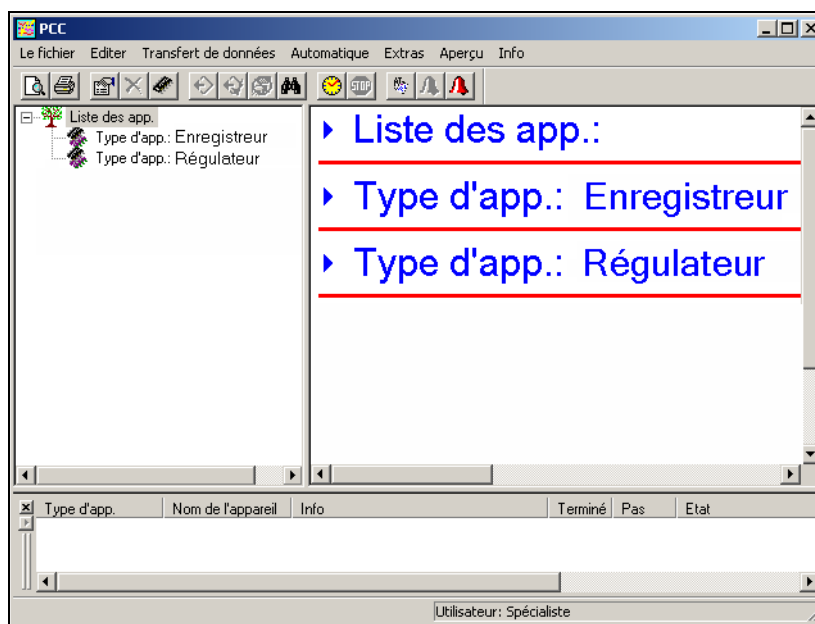 PCC
Le fichier Editer Transfert de données Automatique Extras Aperçu Info
STOP
Liste des app.
Type d'app.: Enregistreur
Type d'app.: Régulateur
Liste des app.:
Type d'app.: Enregistreur
Type d'app.: Régulateur
Type d'app. Nom de l'appareil Info Terminé Pas Etat
Utilisateur: Spécialiste